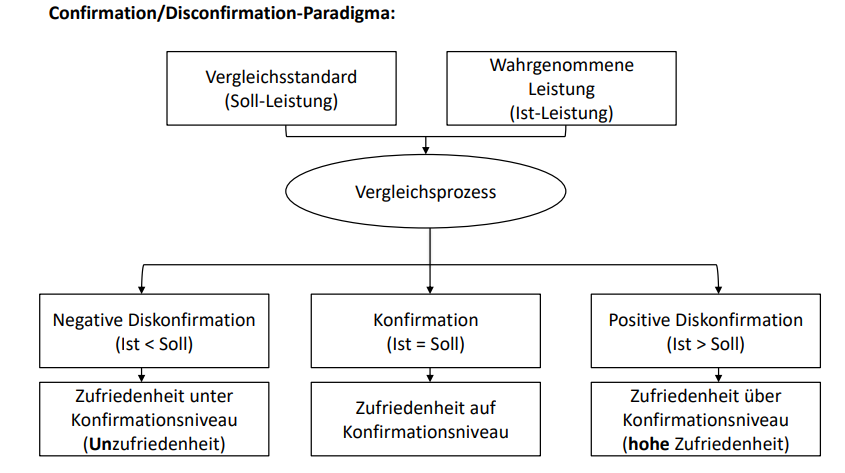 Confirmation/Disconfirmation-Paradigma:
Vergleichsstandard
(Soll-Leistung)
Wahrgenommene
Leistung
(Ist-Leistung)
Vergleichsprozess
Negative Diskonfirmation
(Ist < Soll)
Konfirmation
(Ist = Soll)
Positive Diskonfirmation
(Ist > Soll)
Zufriedenheit unter
Konfirmationsniveau
(Unzufriedenheit)
Zufriedenheit auf
Konfirmationsniveau
Zufriedenheit über
Konfirmationsniveau
(hohe Zufriedenheit)